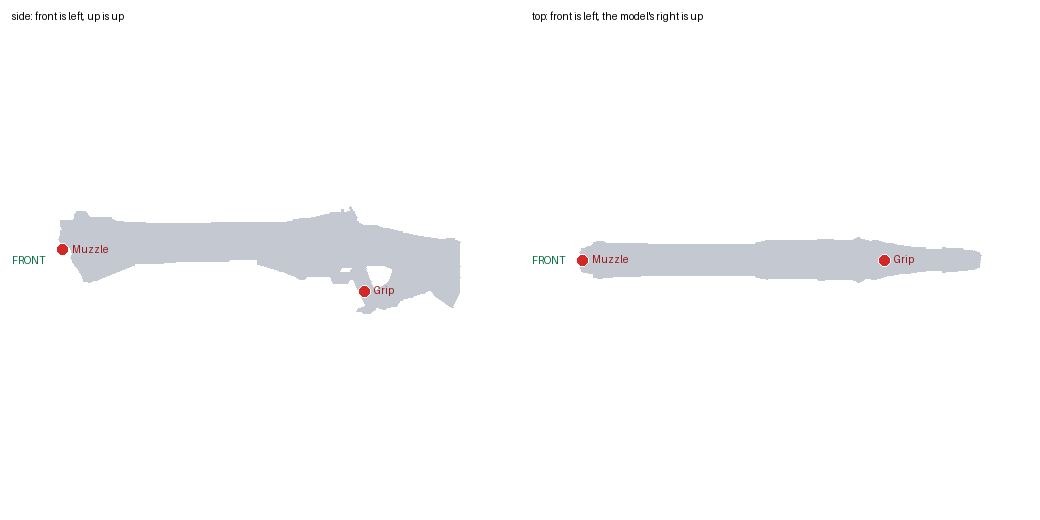 side: front is left, up is up
top: front is left, the model's right is up
FRONT
Muzzle
Grip
FRONT
Muzzle
Grip